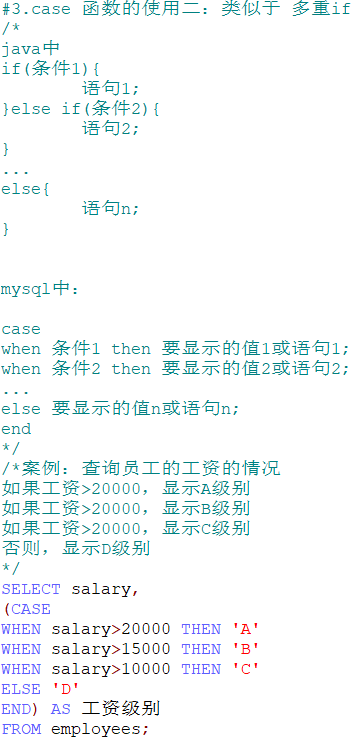 #3.case 函数的使用二：类似于 多重if
/*
java中
if(条件1){
语句1;
}else if(条件2){
语句2;
}
...
else{
语句n;
}
mysql中：
case
when 条件1 then 要显示的值1或语句1;
when 条件2 then 要显示的值2或语句2;
...
else 要显示的值n或语句n;
end
*/
/*案例：查询员工的工资的情况
如果工资>20000，显示A级别
如果工资>20000，显示B级别
如果工资>20000，显示C级别
否则，显示D级别
*/
SELECT salary,
(CASE
WHEN salary>20000 THEN 'A'
WHEN salary>15000 THEN 'B'
WHEN salary>10000 THEN 'C'
ELSE 'D'
END) AS 工资级别
FROM employees;